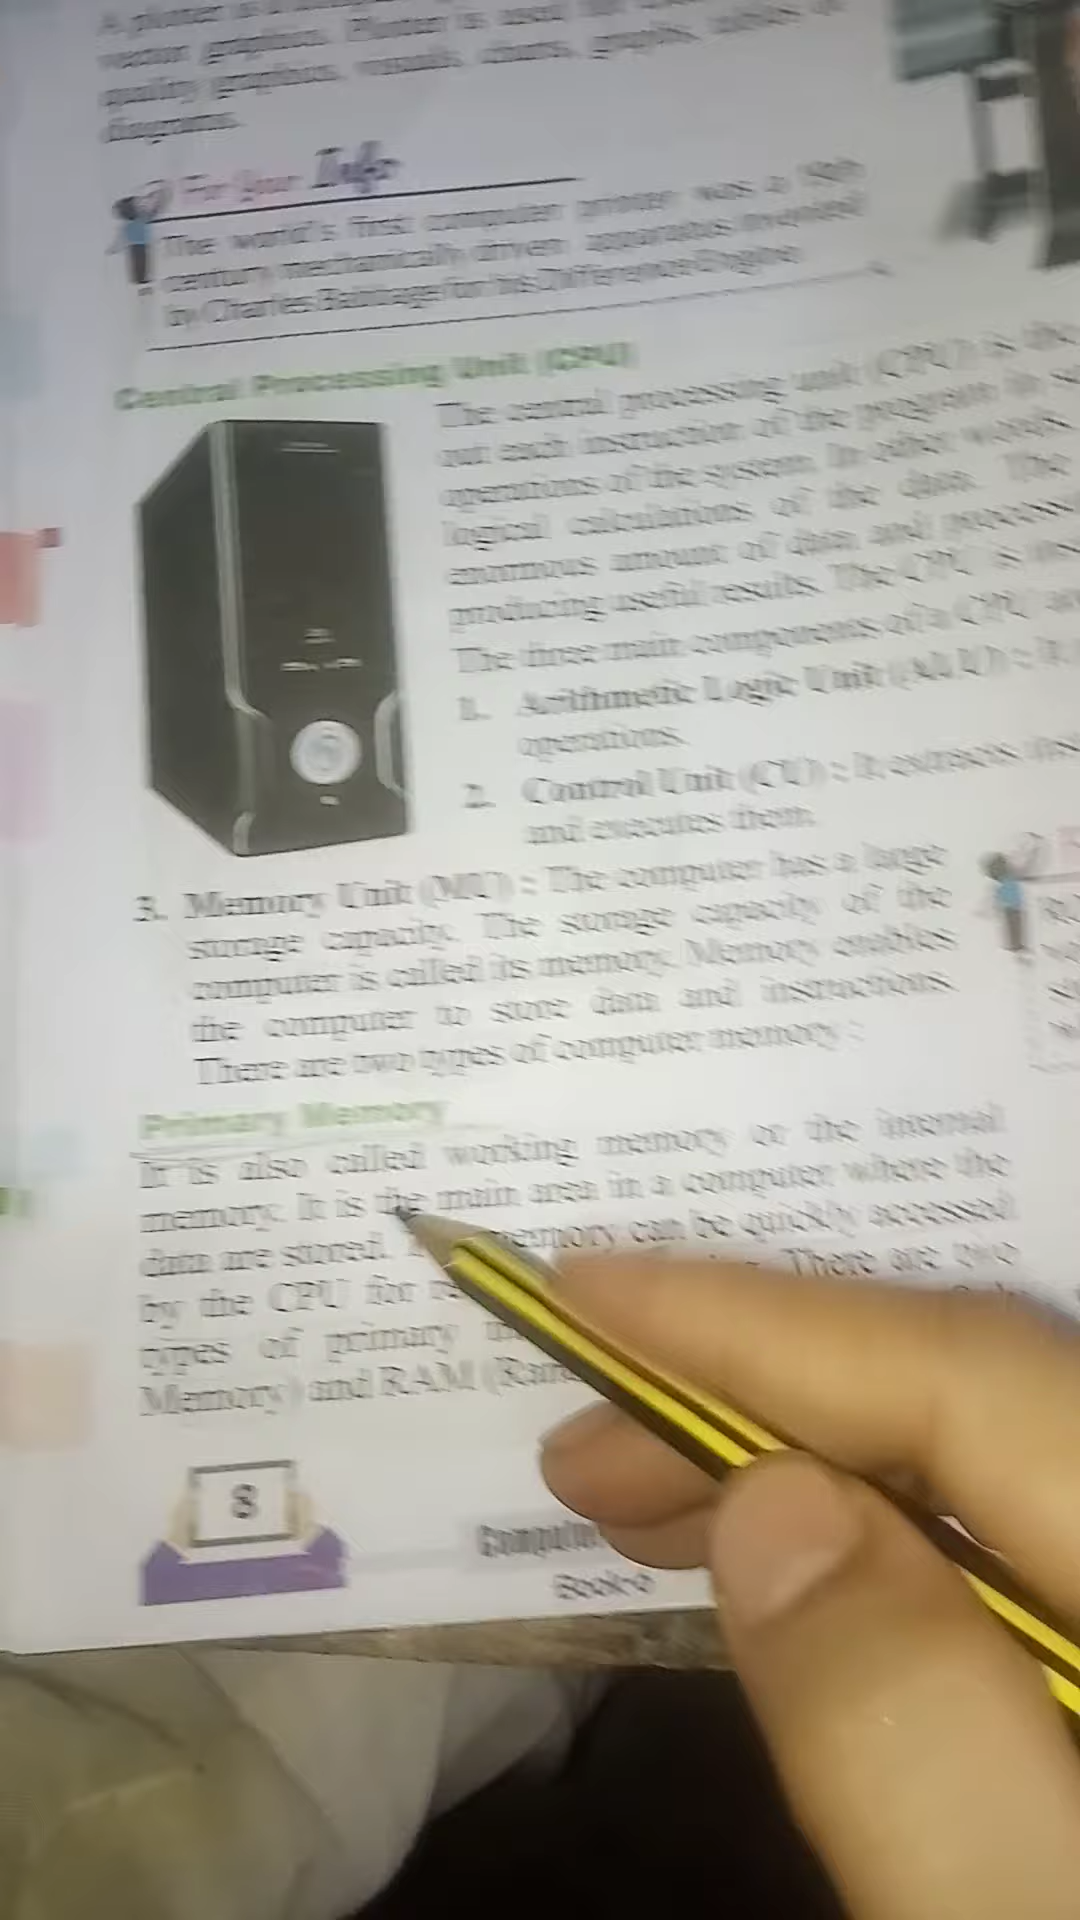 vector graphics. Plotter is used
quality graphics, visuals, charts, graphs,
diagrams.
For Your Info
The world's first computer printer was a 19th
century mechanically driven apparatus invented
by Charles Babbage for his Difference Engine.
Central Processing Unit (CPU)
The central processing unit (CPU) is the
out each instruction of the program in
operations of the system. In other words,
logical calculations of the data. The
enormous amount of data and
producing useful results. The CPU is
The three main components of a CPU
1. Arithmetic Logic Unit (ALU) : It
operations.
2. Control Unit (CU) : It extracts
and executes them.
3. Memory Unit (MU) : The computer has a large
storage capacity. The storage capacity of the
computer is called its memory. Memory enables
the computer to store data and instructions.
There are two types of computer memory :
Primary Memory
It is also called working memory or the internal
memory. It is the main area in a computer where the
data are stored. memory can be quickly accessed
by the CPU for There are two
types of primary
Memory) and RAM
8